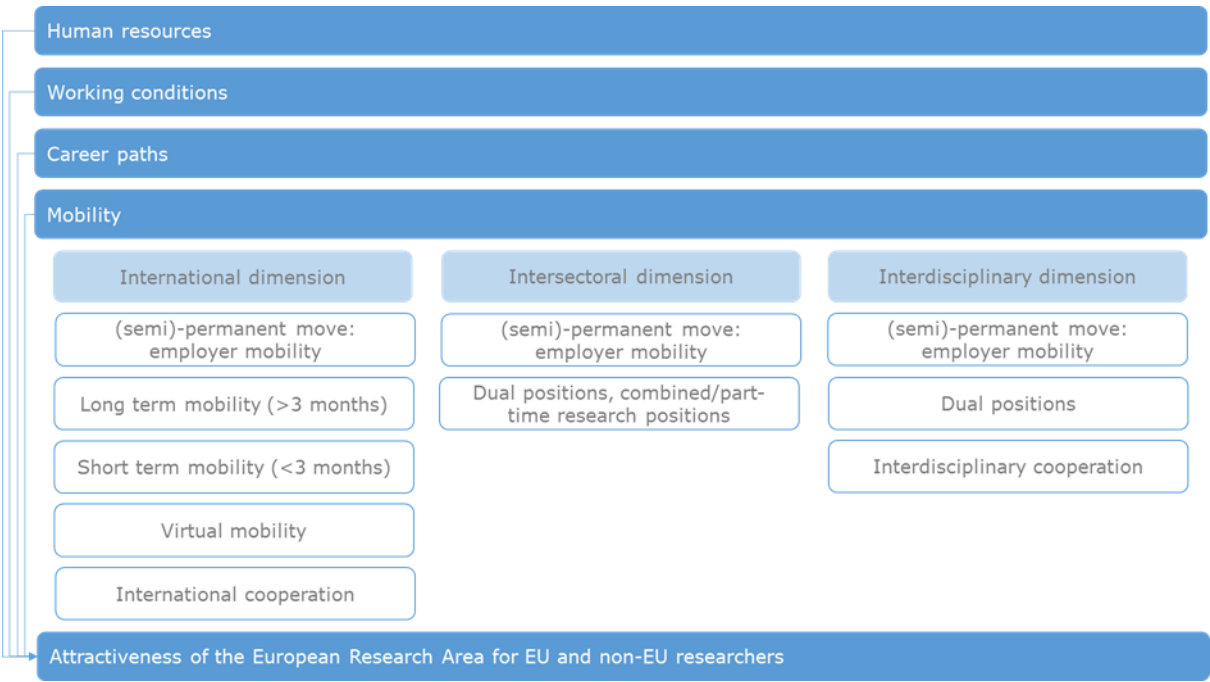 Human resources
Working conditions
Career paths
Mobility
International dimension
Intersectoral dimension
Interdisciplinary dimension
(semi)-permanent move:
employer mobility
(semi)-permanent move:
employer mobility
(semi)-permanent move:
employer mobility
Long term mobility (>3 months)
Dual positions, combined/part-
time research positions
Dual positions
Short term mobility (<3 months)
Interdisciplinary cooperation
Virtual mobility
International cooperation
Attractiveness of the European Research Area for EU and non-EU researchers